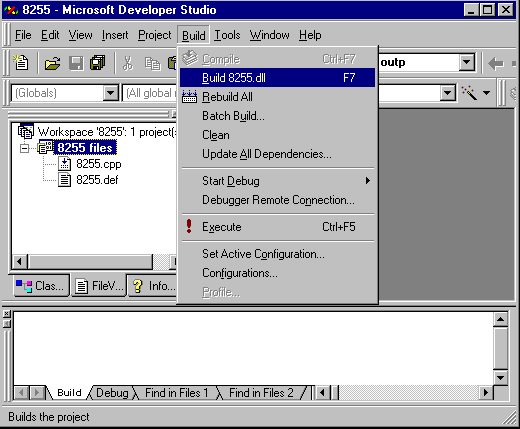 8255 - Microsoft Developer Studio
File Edit View Insert Project Build Tools Window Help
Compile Ctrl+F7
Build 8255.dll F7
Rebuild All
Batch Build...
Clean
Update All Dependencies...
Start Debug
Debugger Remote Connection...
Execute Ctrl+F5
Set Active Configuration...
Configurations...
Profile...
outp
(Globals) (All global
Workspace '8255': 1 project(s
8255 files
8255.cpp
8255.def
Clas... FileV... Info...
Build Debug Find in Files 1 Find in Files 2
Builds the project